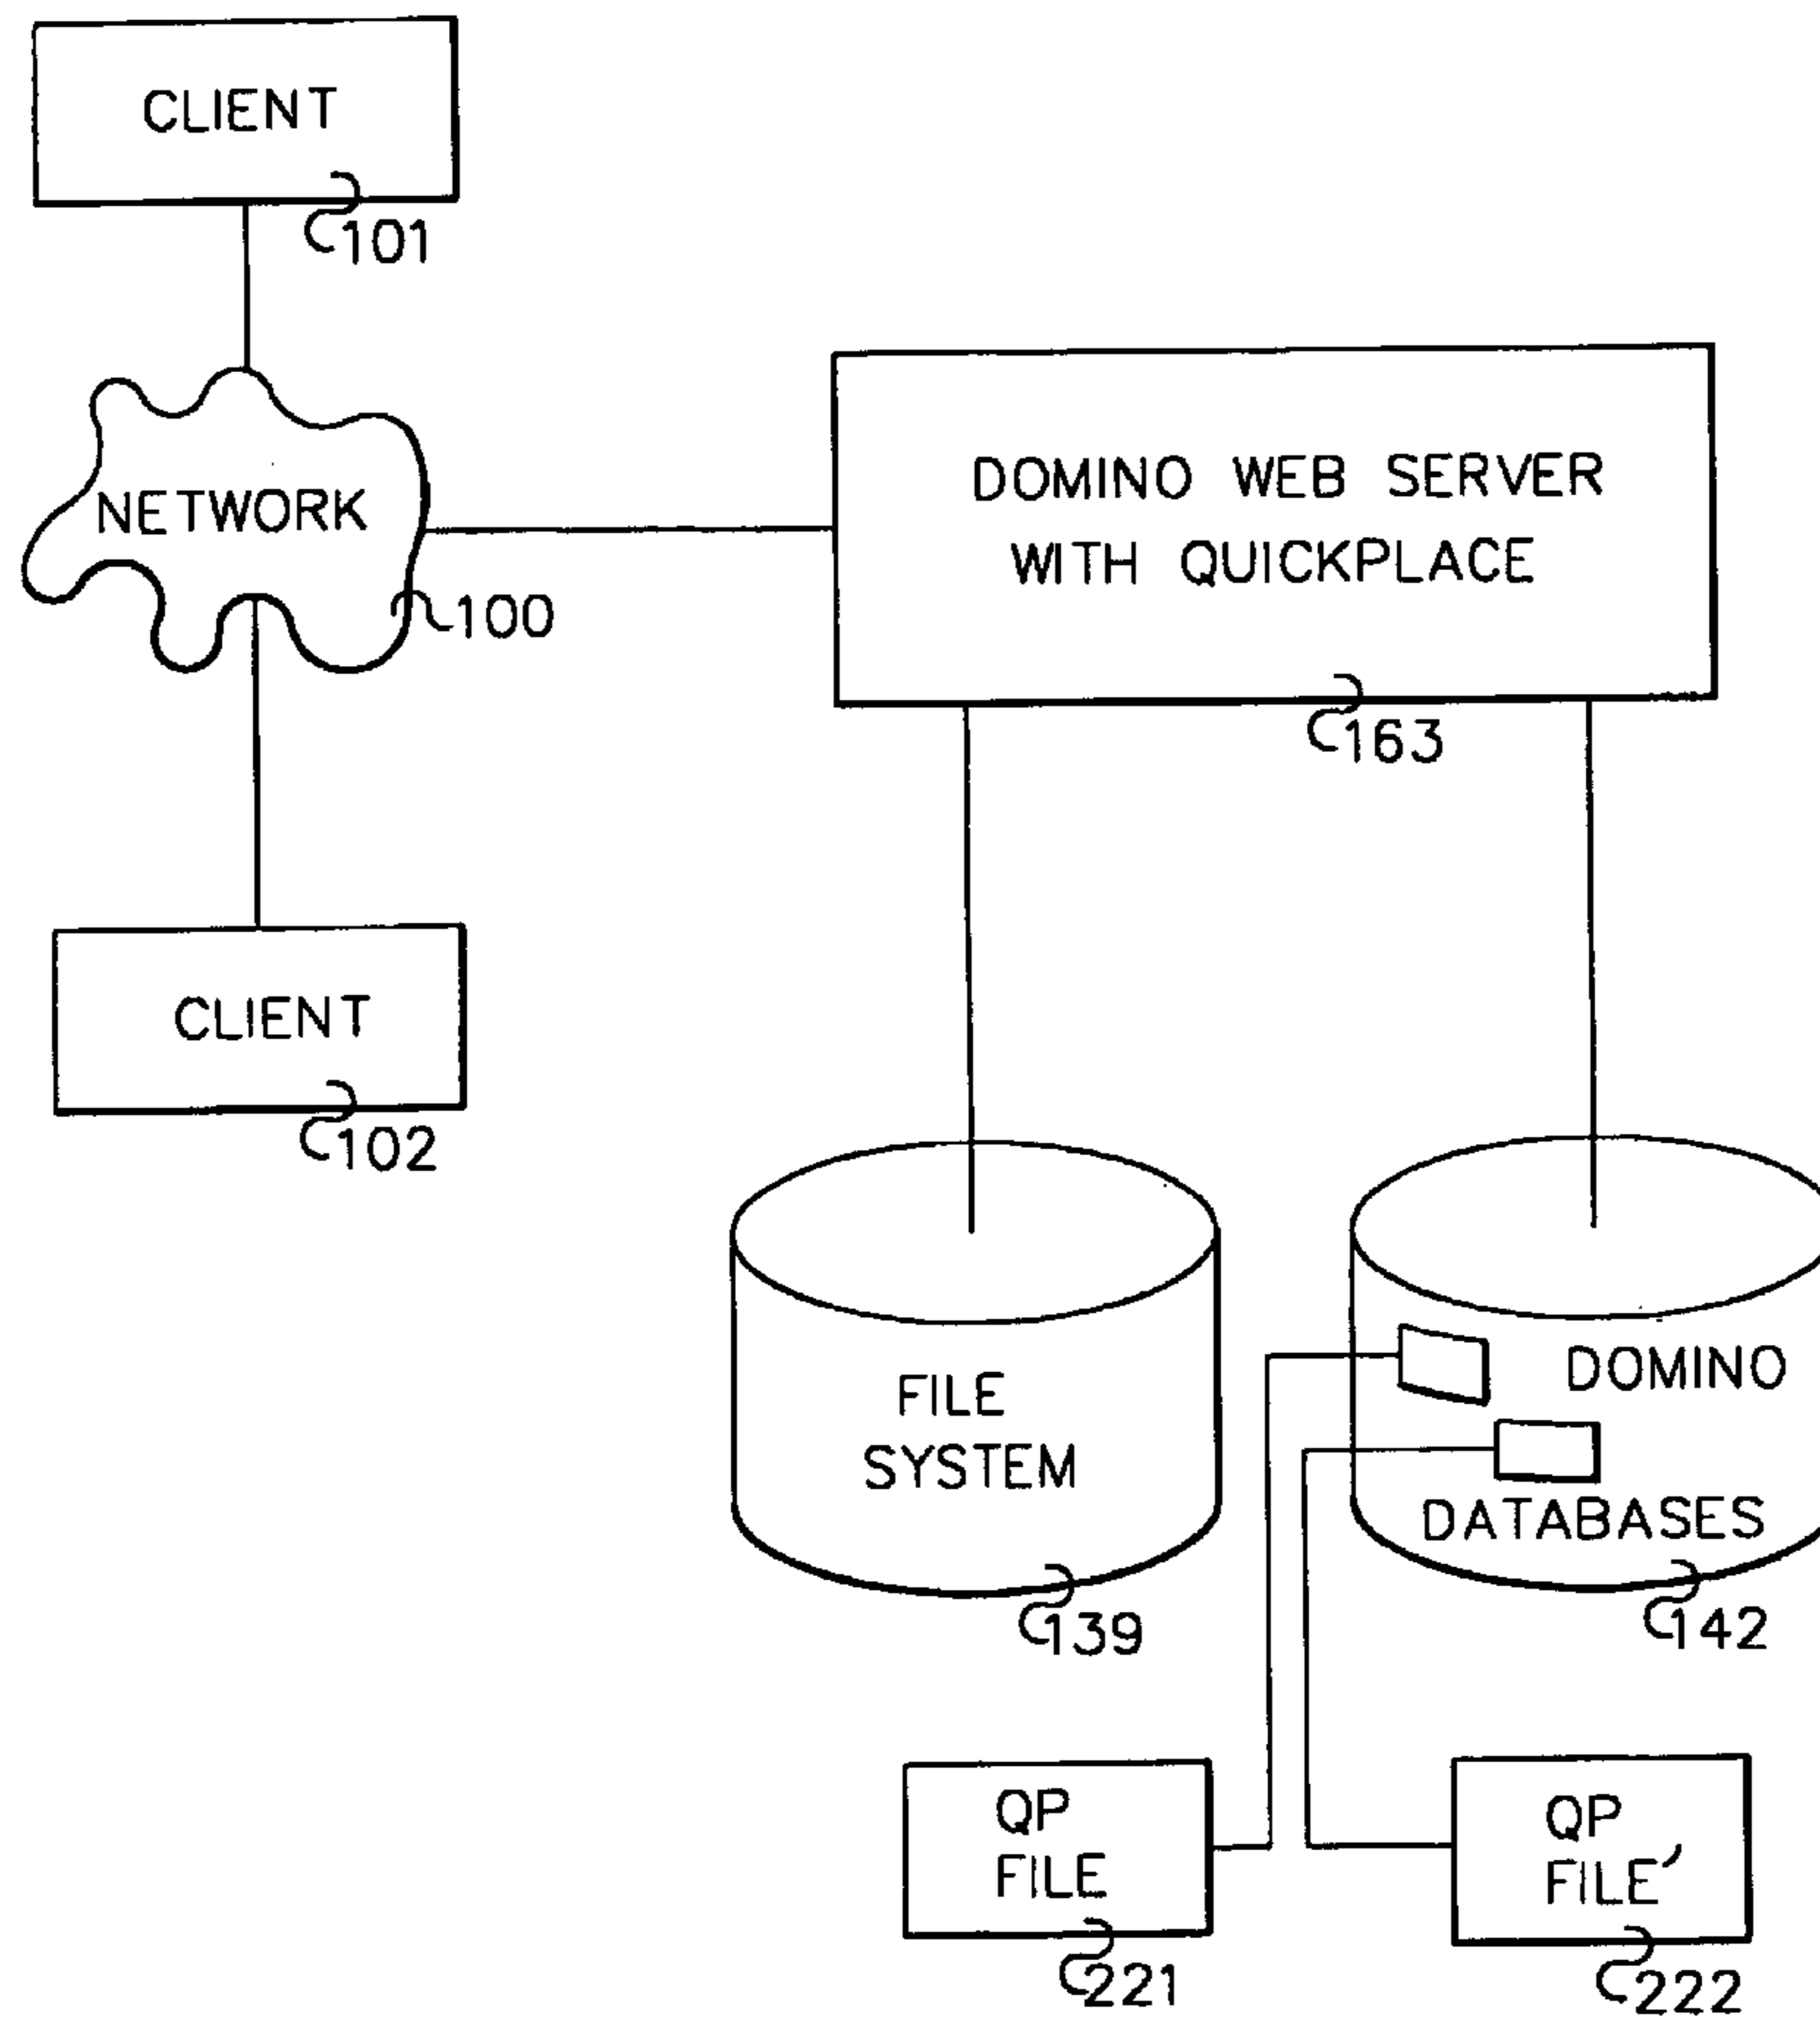 CLIENT
101
NETWORK
100
DOMINO WEB SERVER
WITH QUICKPLACE
163
CLIENT
102
FILE
SYSTEM
139
DOMINO
DATABASES
142
QP
FILE
221
QP
FILE'
222